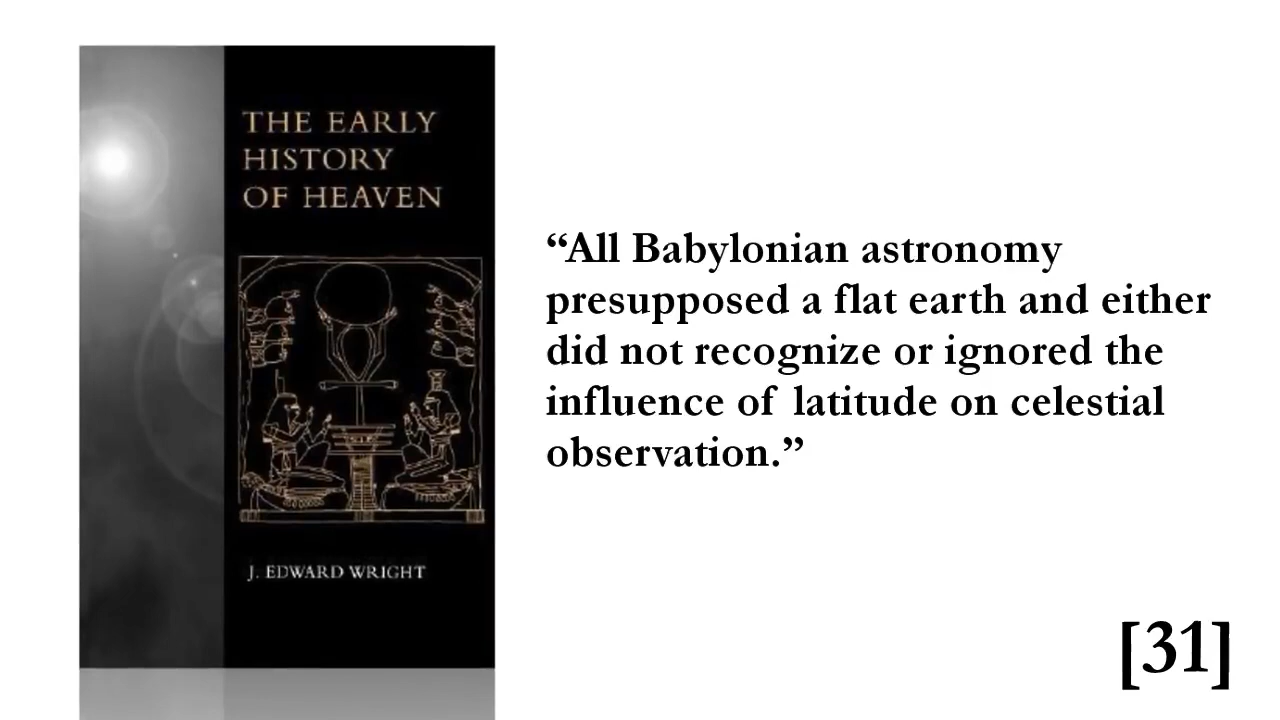 THE EARLY
HISTORY
OF HEAVEN
J. EDWARD WRIGHT
“All Babylonian astronomy
presupposed a flat earth and either
did not recognize or ignored the
influence of latitude on celestial
observation.”
[31]